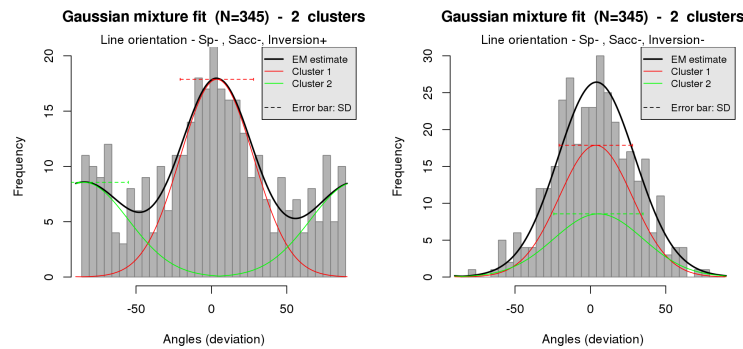 Gaussian mixture fit (N=345) - 2 clusters
Line orientation - Sp- , Sacc-, Inversion+
EM estimate
Cluster 1
Cluster 2
Error bar: SD
Frequency
20
15
10
5
0
-50
0
50
Angles (deviation)
Gaussian mixture fit (N=345) - 2 clusters
Line orientation - Sp- , Sacc-, Inversion-
EM estimate
Cluster 1
Cluster 2
Error bar: SD
Frequency
30
25
20
15
10
5
0
-50
0
50
Angles (deviation)